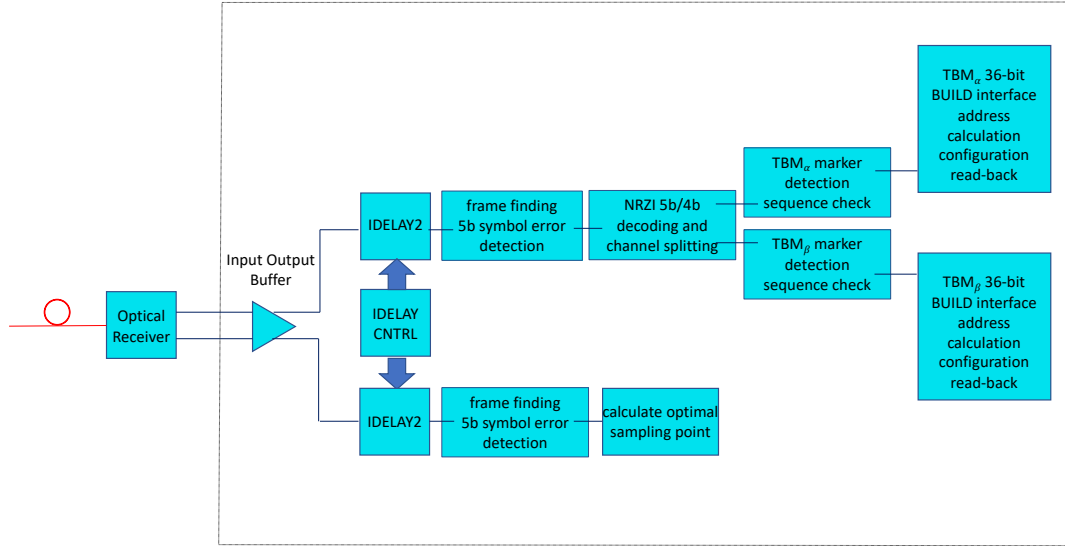 Optical
Receiver
Input Output
Buffer
IDELAY2
IDELAY
CNTRL
IDELAY2
frame finding
5b symbol error
detection
NRZI 5b/4b
decoding and
channel splitting
frame finding
5b symbol error
detection
calculate optimal
sampling point
TBMα marker
detection
sequence check
TBMβ marker
detection
sequence check
TBMα 36-bit
BUILD interface
address
calculation
configuration
read-back
TBMβ 36-bit
BUILD interface
address
calculation
configuration
read-back